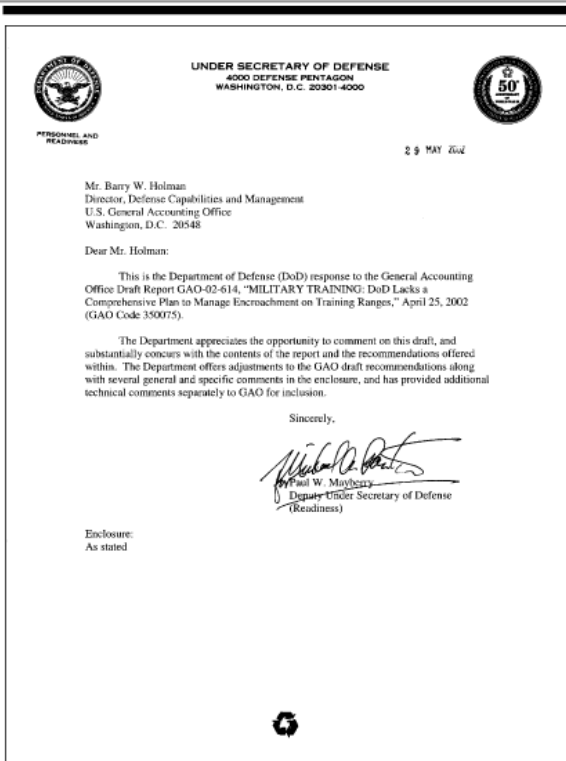 UNDER SECRETARY OF DEFENSE
4000 DEFENSE PENTAGON
WASHINGTON, D.C. 20301-4000
DEPARTMENT OF DEFENSE
50
PERSONNEL AND
READINESS
29 MAY
Mr. Barry W. Holman
Director, Defense Capabilities and Management
U.S. General Accounting Office
Washington, D.C. 20548
Dear Mr. Holman:
This is the Department of Defense (DoD) response to the General Accounting
Office Draft Report GAO-02-614, “MILITARY TRAINING: DoD Lacks a
Comprehensive Plan to Manage Encroachment on Training Ranges,” April 25, 2002
(GAO Code 350075).
The Department appreciates the opportunity to comment on this draft, and
substantially concurs with the contents of the report and the recommendations offered
within. The Department offers adjustments to the GAO draft recommendations along
with several general and specific comments in the enclosure, and has provided additional
technical comments separately to GAO for inclusion.
Sincerely,
for Paul W. Mayberry
Deputy Under Secretary of Defense
(Readiness)
Enclosure:
As stated